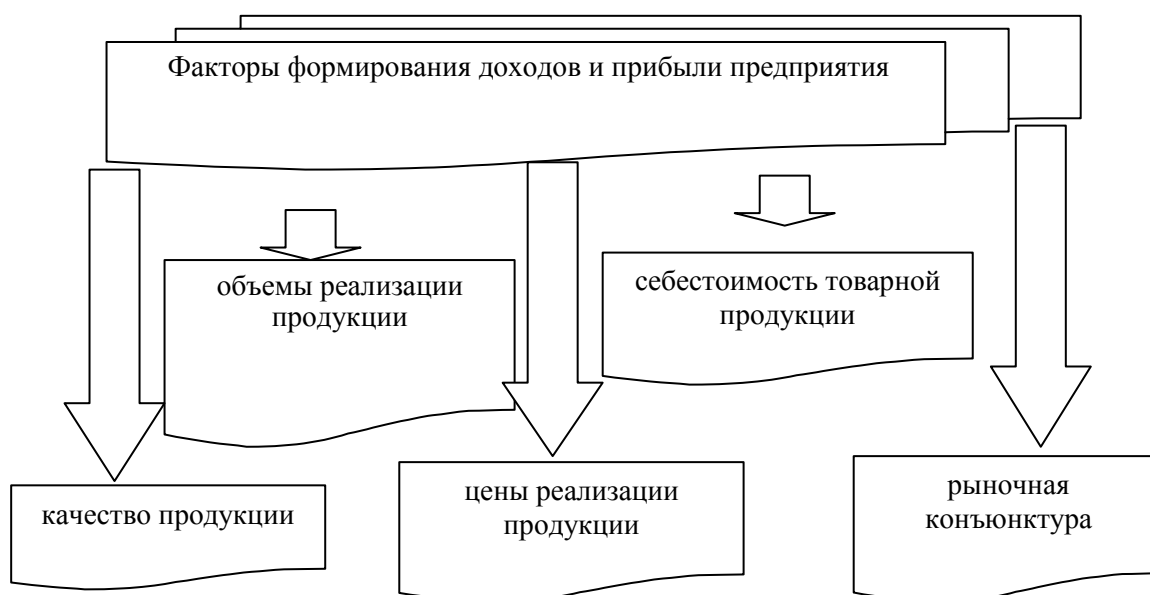 Факторы формирования доходов и прибыли предприятия
объемы реализации
продукции
себестоимость товарной
продукции
качество продукции
цены реализации
продукции
рыночная
конъюнктура